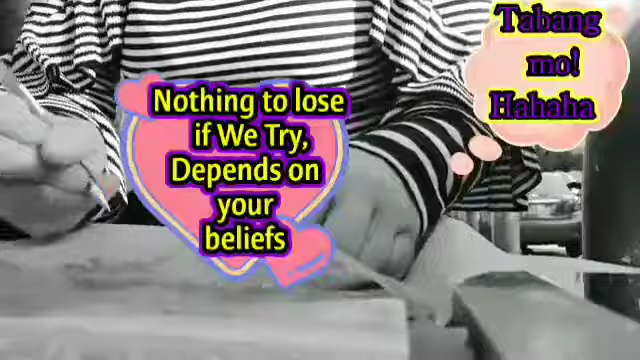 Tabang
mo!
Hahaha
Nothing to lose
if We Try,
Depends on
your
beliefs